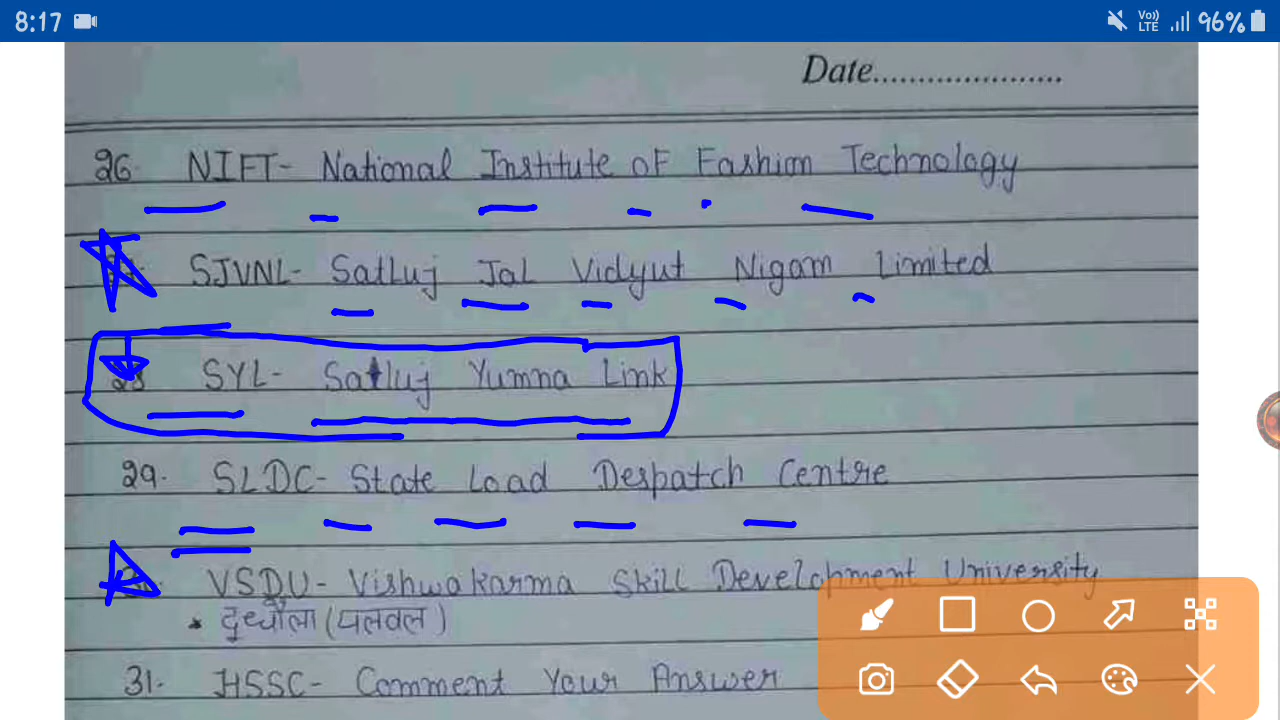 8:17 Vo)) LTE 96%
Date.....................
26. NIFT- National Institute of Fashion Technology
SJVNL- Satluj Jal Vidyut Nigam Limited
SYL- Satluj Yumna Link
29. SLDC- State Load Despatch Centre
VSDU- Vishwakarma Skill Development University
* दुधौला (पलवल)
31. HSSC- Comment Your Answer